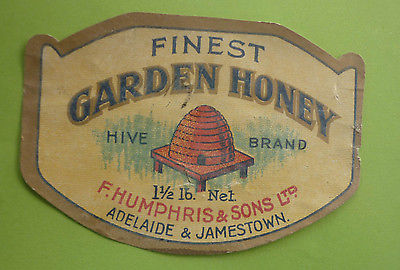 FINEST
GARDEN HONEY
HIVE BRAND
1½ lb. Net.
F. HUMPHRIS & SONS LTD.
ADELAIDE & JAMESTOWN.